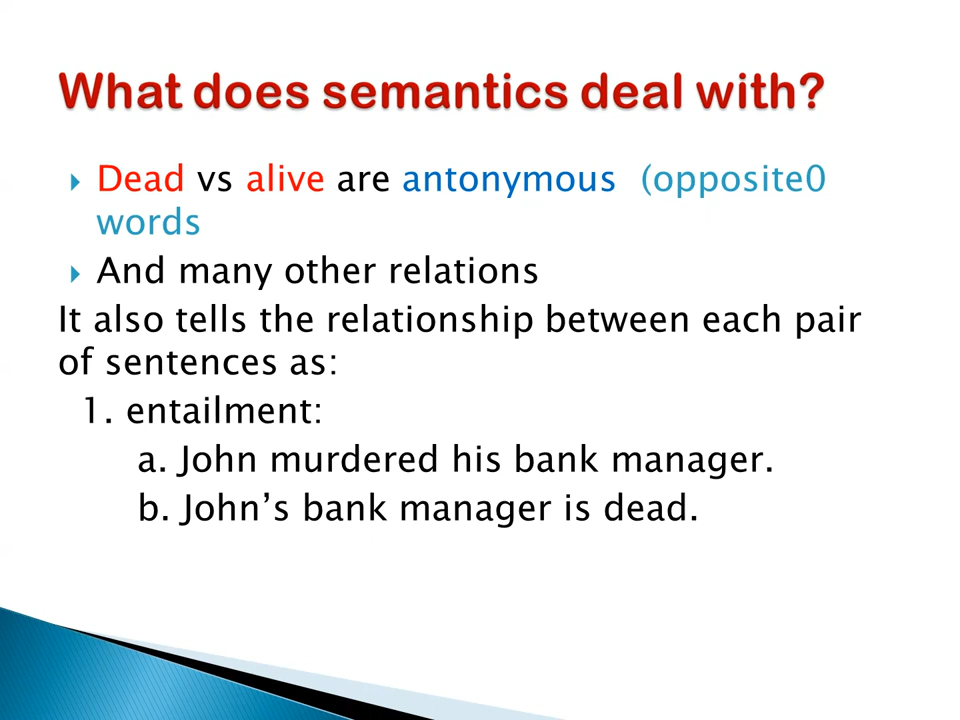 What does semantics deal with?
Dead vs alive are antonymous (opposite0
words
And many other relations
It also tells the relationship between each pair
of sentences as:
1. entailment:
a. John murdered his bank manager.
b. John’s bank manager is dead.